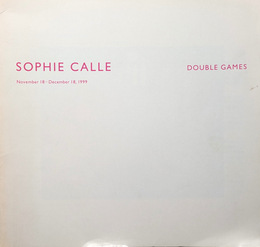 SOPHIE CALLE
DOUBLE GAMES
November 18 - December 18, 1999